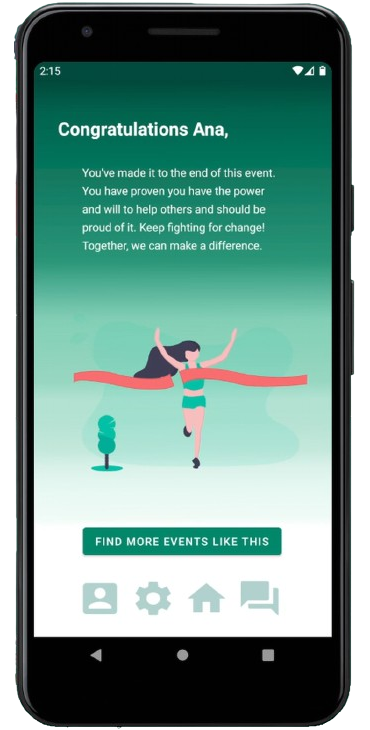 2:15
Congratulations Ana,
You've made it to the end of this event.
You have proven you have the power
and will to help others and should be
proud of it. Keep fighting for change!
Together, we can make a difference.
FIND MORE EVENTS LIKE THIS